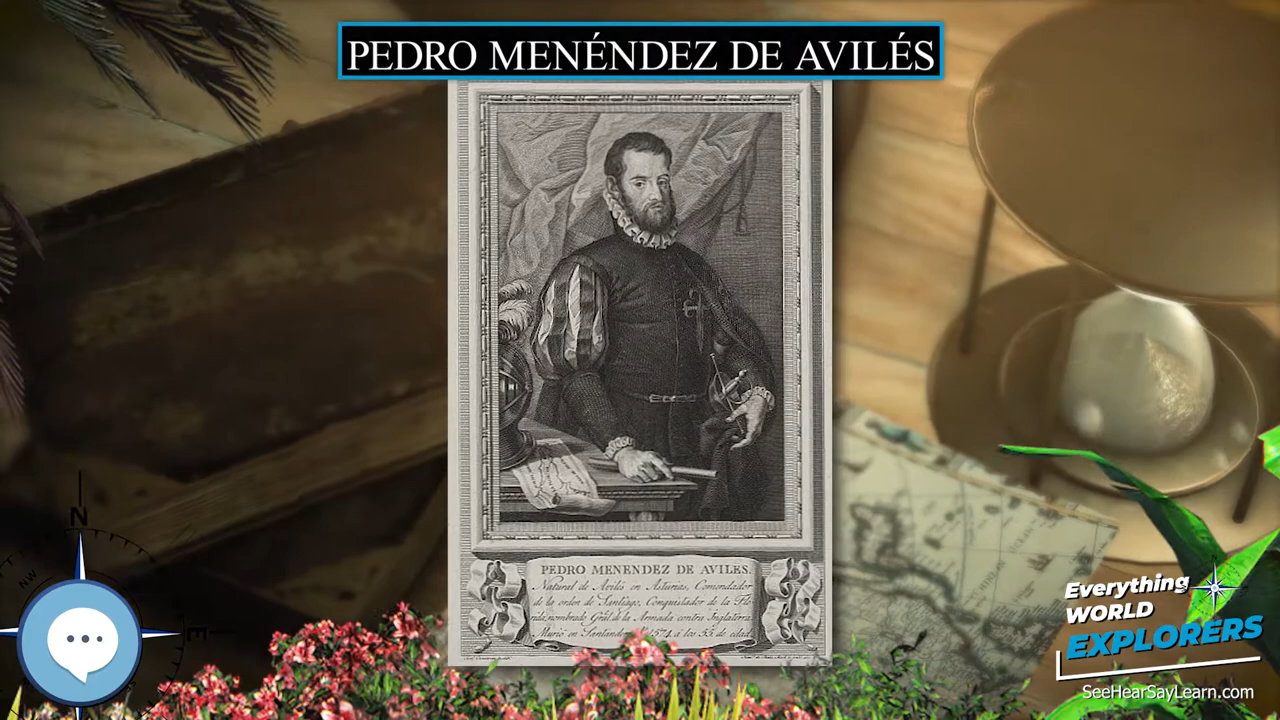 PEDRO MENÉNDEZ DE AVILÉS
PEDRO MENENDEZ DE AVILES.
Natural de Avilés en Asturias, Comendador
de la orden de Santiago, Conquistador de la Flo-
rida, nombrado Grãl. de la Armada contra Inglaterra.
Murió en Santander 1574 a los 55 de edad
N
NW
E
Everything
WORLD
EXPLORERS
SeeHearSayLearn.com